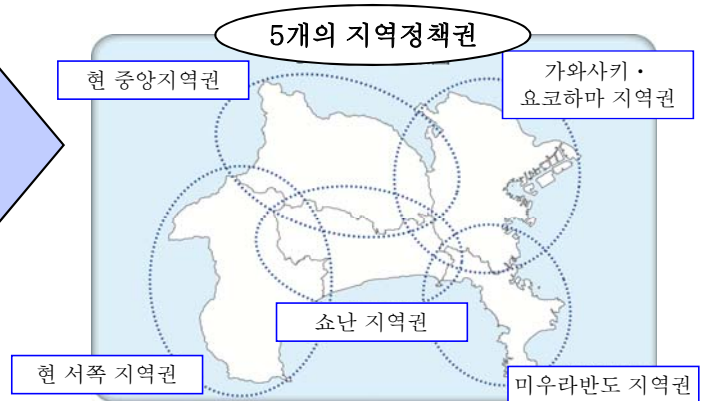 5개의 지역정책권
현 중앙지역권
가와사키・
요코하마 지역권
쇼난 지역권
현 서쪽 지역권
미우라반도 지역권